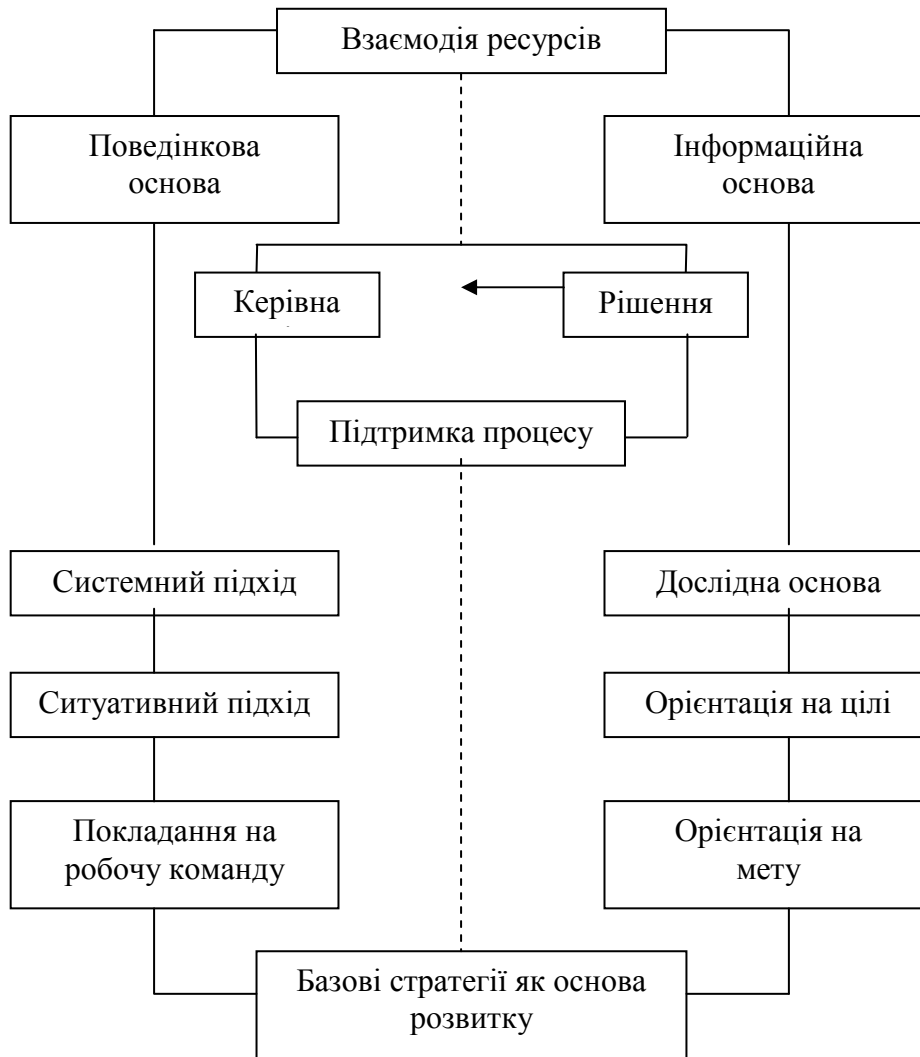 Взаємодія ресурсів
Поведінкова
основа
Інформаційна
основа
Керівна
Рішення
Підтримка процесу
Системний підхід
Дослідна основа
Ситуативний підхід
Орієнтація на цілі
Покладання на
робочу команду
Орієнтація на
мету
Базові стратегії як основа
розвитку